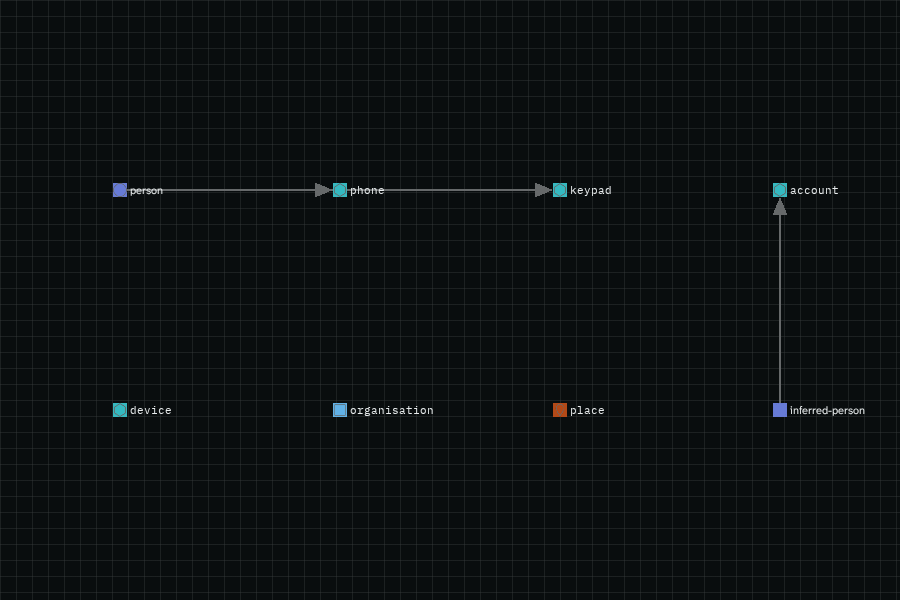 person
phone
keypad
account
device
organisation
place
inferred-person